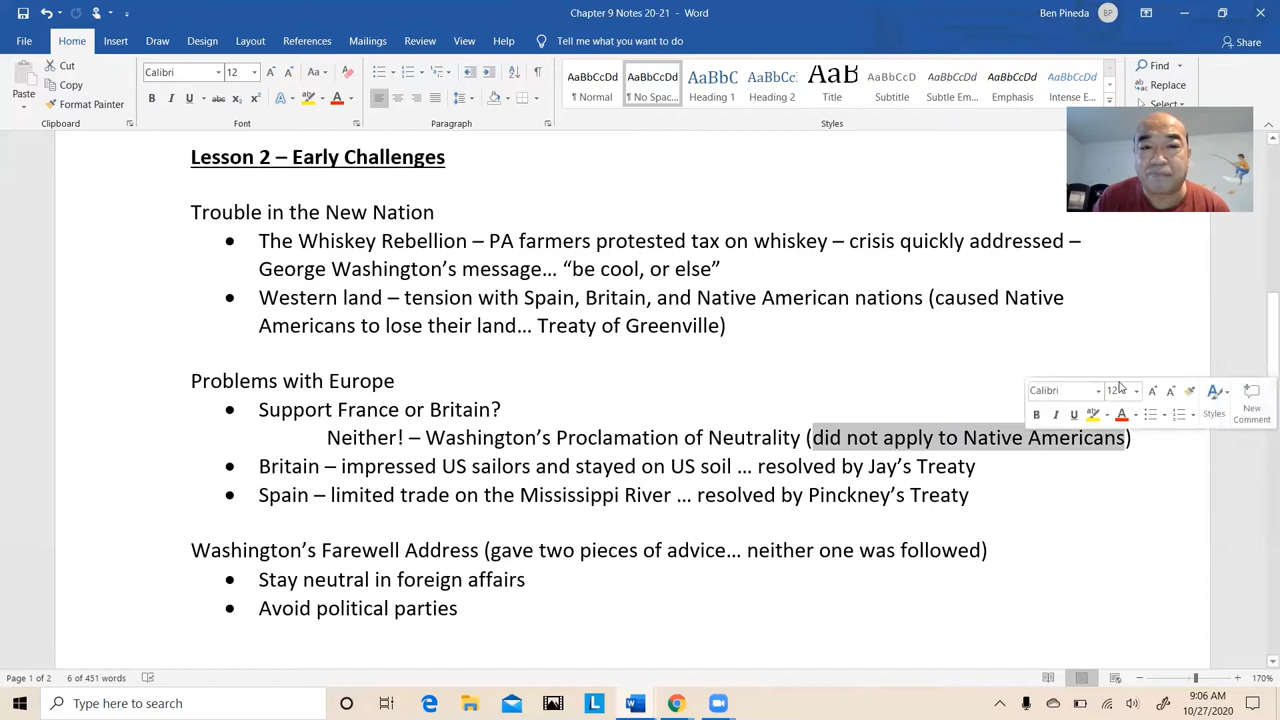 Chapter 9 Notes 20-21 - Word
Ben Pineda
File Home Insert Draw Design Layout References Mailings Review View Help Tell me what you want to do
Share
Cut
Copy
Format Painter
Paste
Clipboard
Calibri 12
Font
Paragraph
AaBbCcDd AaBbCcDd AaBbC AaBbCc AaB AaBbCcDd AaBbCcDd AaBbCcDd AaBbCcDd
¶ Normal ¶ No Spac... Heading 1 Heading 2 Title Subtitle Subtle Em... Emphasis Intense E...
Styles
Find
Replace
Select
Lesson 2 – Early Challenges
Trouble in the New Nation
• The Whiskey Rebellion – PA farmers protested tax on whiskey – crisis quickly addressed –
George Washington's message… “be cool, or else”
• Western land – tension with Spain, Britain, and Native American nations (caused Native
Americans to lose their land… Treaty of Greenville)
Problems with Europe
• Support France or Britain?
Neither! – Washington's Proclamation of Neutrality (did not apply to Native Americans)
• Britain – impressed US sailors and stayed on US soil … resolved by Jay's Treaty
• Spain – limited trade on the Mississippi River … resolved by Pinckney's Treaty
Washington's Farewell Address (gave two pieces of advice… neither one was followed)
• Stay neutral in foreign affairs
• Avoid political parties
Calibri 12
Styles
New
Comment
Page 1 of 2 6 of 451 words
170%
Type here to search
9:06 AM
10/27/2020